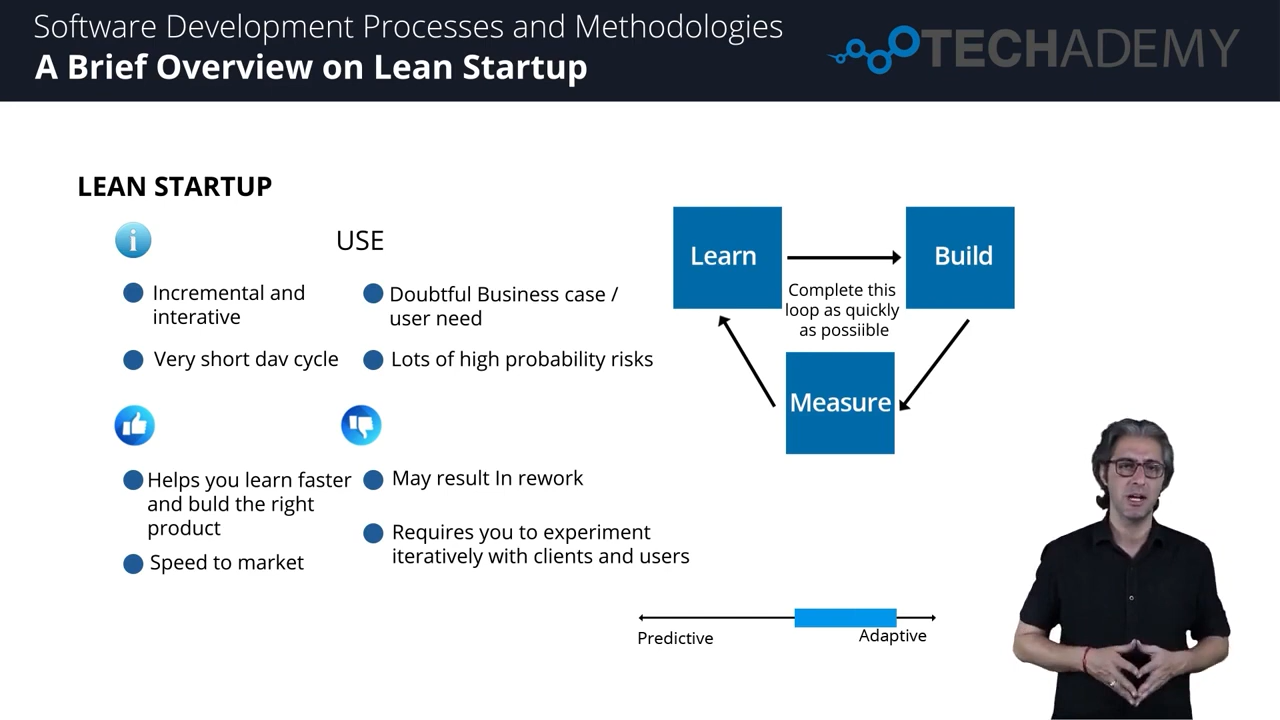 Software Development Processes and Methodologies
A Brief Overview on Lean Startup
TECHADEMY
LEAN STARTUP
i
USE
Incremental and
interative
Very short dav cycle
Doubtful Business case /
user need
Lots of high probability risks
Helps you learn faster
and buld the right
product
Speed to market
May result In rework
Requires you to experiment
iteratively with clients and users
Learn
Build
Complete this
loop as quickly
as possiible
Measure
Predictive
Adaptive